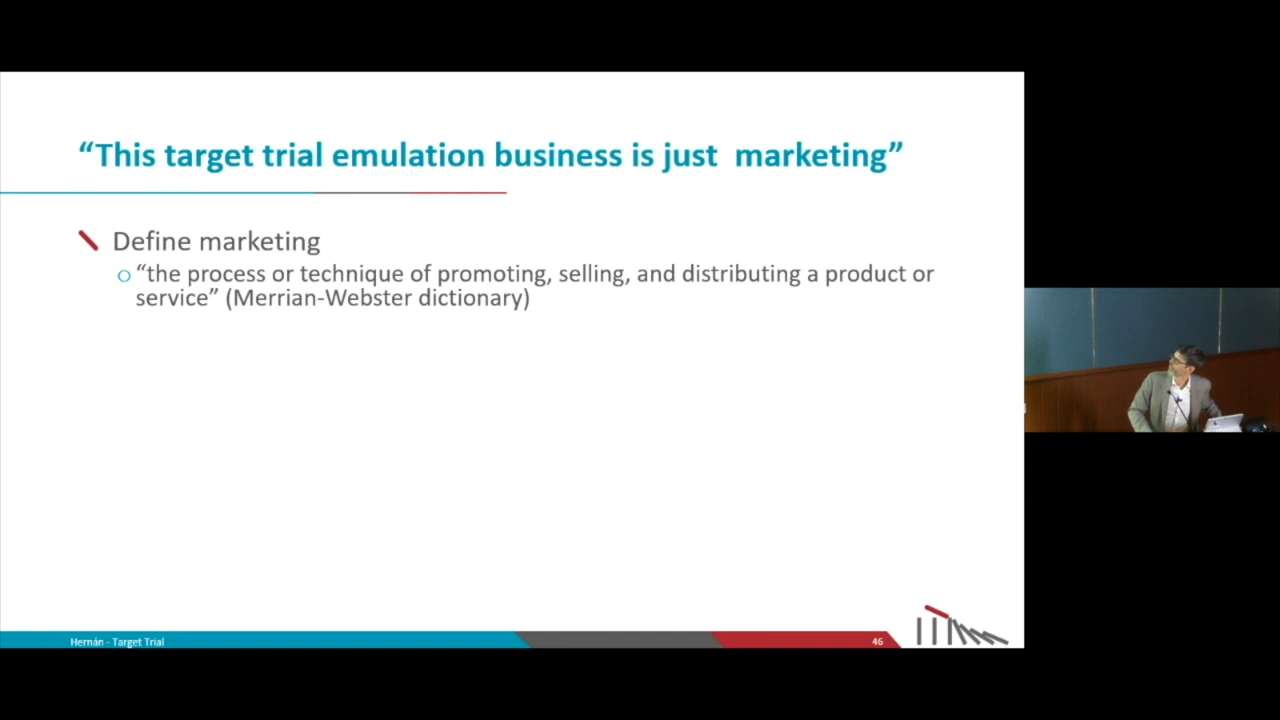 “This target trial emulation business is just  marketing”
Define marketing
“the process or technique of promoting, selling, and distributing a product or
service” (Merrian-Webster dictionary)
Hernán - Target Trial
46